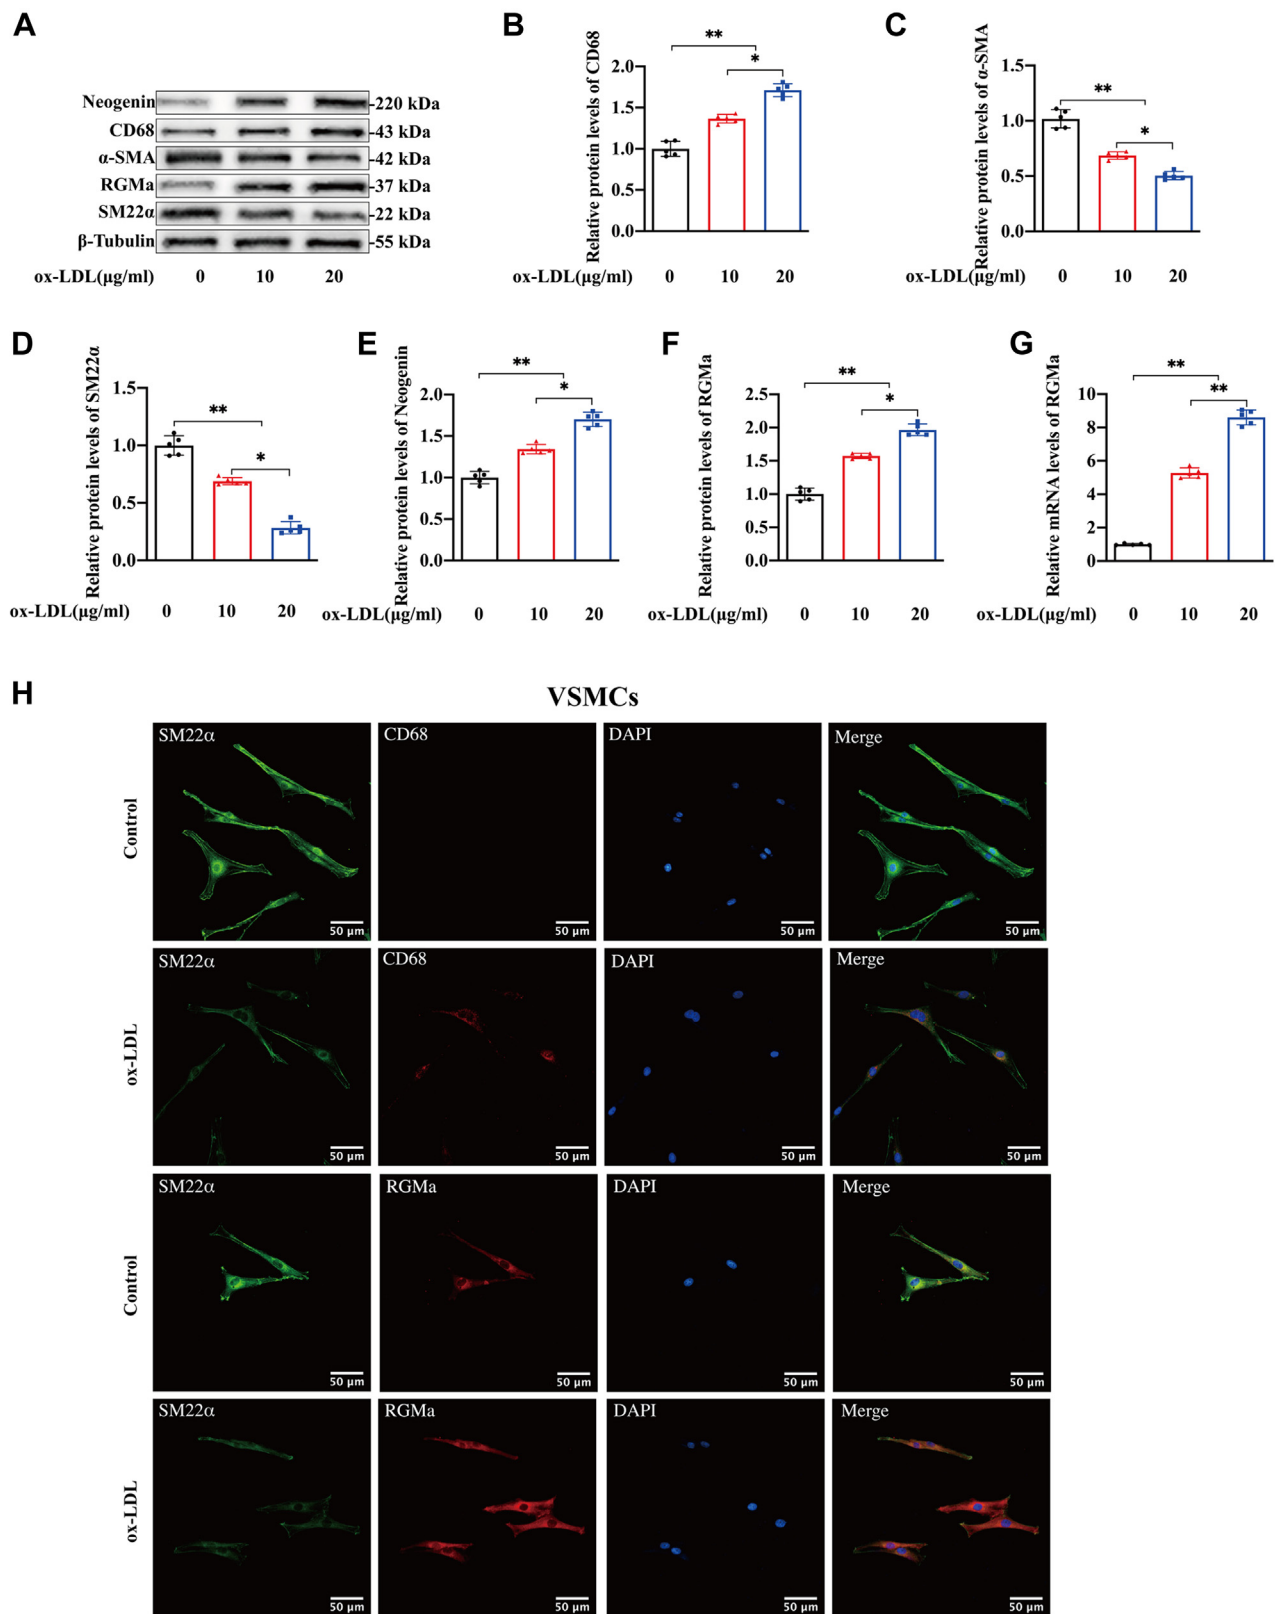 A
Neogenin -220 kDa
CD68 -43 kDa
α-SMA -42 kDa
RGMa -37 kDa
SM22α -22 kDa
β-Tubulin -55 kDa
ox-LDL(μg/ml) 0 10 20
B
Relative protein levels of CD68
**
*
2.0
1.5
1.0
0.5
0.0
ox-LDL(μg/ml) 0 10 20
C
Relative protein levels of α-SMA
**
*
1.5
1.0
0.5
0.0
ox-LDL(μg/ml) 0 10 20
D
Relative protein levels of SM22α
**
*
1.5
1.0
0.5
0.0
ox-LDL(μg/ml) 0 10 20
E
Relative protein levels of Neogenin
**
*
2.0
1.5
1.0
0.5
0.0
ox-LDL(μg/ml) 0 10 20
F
Relative protein levels of RGMa
**
*
2.5
2.0
1.5
1.0
0.5
0.0
ox-LDL(μg/ml) 0 10 20
G
Relative mRNA levels of RGMa
**
**
10
8
6
4
2
0
ox-LDL(μg/ml) 0 10 20
H
VSMCs
Control
SM22α CD68 DAPI Merge
50 μm 50 μm 50 μm 50 μm
ox-LDL
SM22α CD68 DAPI Merge
50 μm 50 μm 50 μm 50 μm
Control
SM22α RGMa DAPI Merge
50 μm 50 μm 50 μm 50 μm
ox-LDL
SM22α RGMa DAPI Merge
50 μm 50 μm 50 μm 50 μm